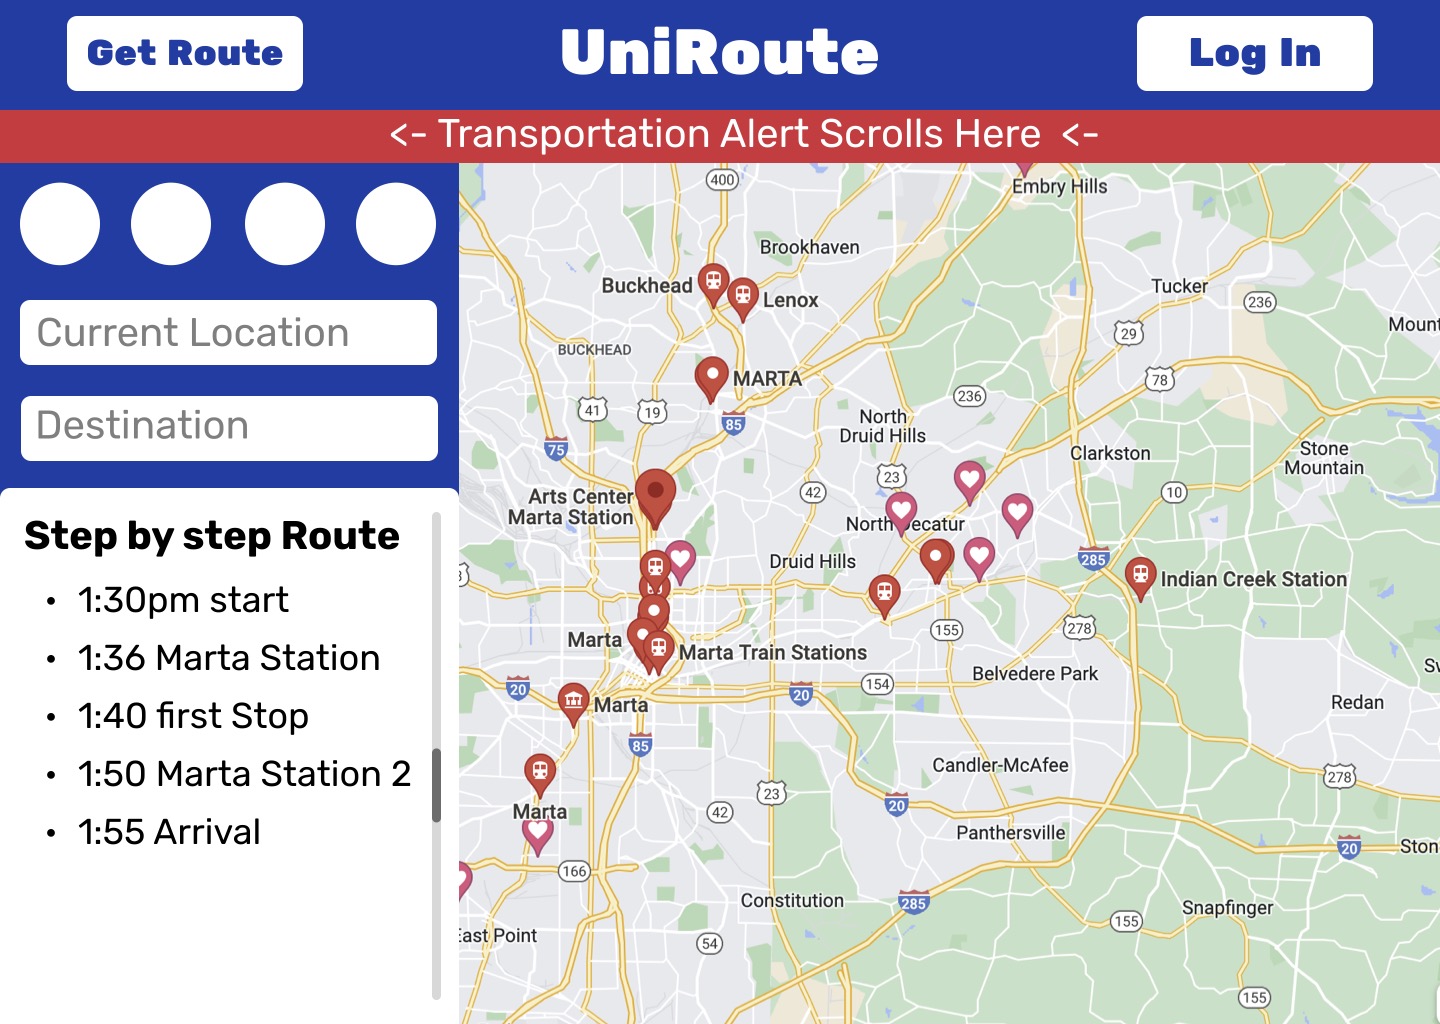 Get Route
UniRoute
Log In
<- Transportation Alert Scrolls Here <-
Current Location
Destination
Step by step Route
• 1:30pm start
• 1:36 Marta Station
• 1:40 first Stop
• 1:50 Marta Station 2
• 1:55 Arrival
400
Embry Hills
Brookhaven
Buckhead
Lenox
Tucker
236
Mount
29
BUCKHEAD
MARTA
78
236
41
19
85
North
Druid Hills
75
Clarkston
Stone
Mountain
23
42
10
Arts Center
Marta Station
North Decatur
Druid Hills
285
Indian Creek Station
155
278
Marta
Marta Train Stations
Belvedere Park
20
154
20
Redan
Marta
85
Candler-McAfee
278
23
20
42
Marta
Panthersville
20
166
Constitution
285
Snapfinger
155
East Point
54
155